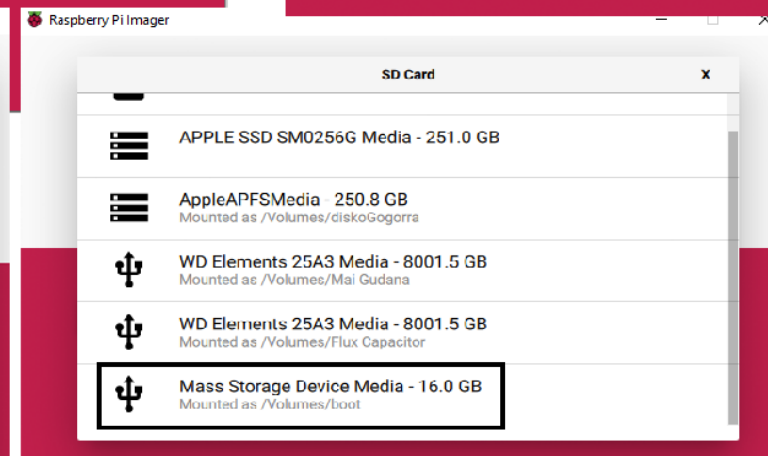 Raspberry Pi Imager
SD Card
x
APPLE SSD SM0256G Media - 251.0 GB
AppleAPFSMedia - 250.8 GB
Mounted as /Volumes/diskoGogorra
WD Elements 25A3 Media - 8001.5 GB
Mounted as /Volumes/Mai Gudana
WD Elements 25A3 Media - 8001.5 GB
Mounted as /Volumes/Flux Capacitor
Mass Storage Device Media - 16.0 GB
Mounted as /Volumes/boot